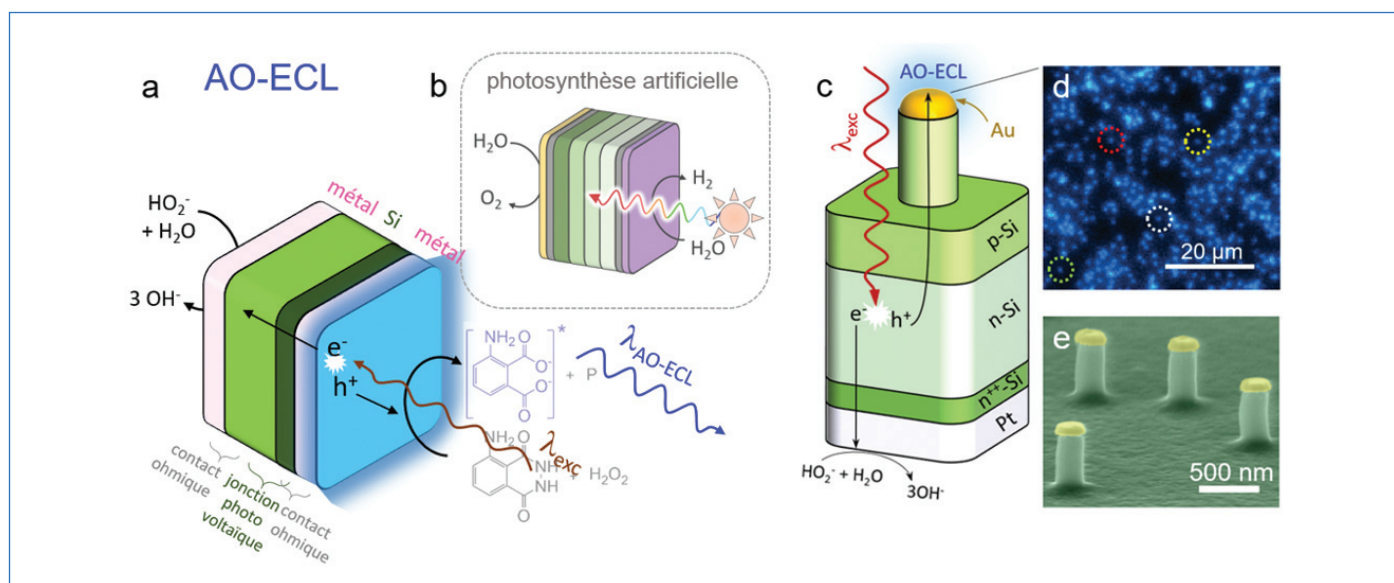 a
AO-ECL
HO₂⁻
+ H₂O
3 OH⁻
métal
Si
métal
e⁻
h⁺
contact
ohmique
jonction
photo
voltaïque
contact
ohmique
NH₂
O
O⁻
O⁻
O
*
+ P
λAO-ECL
λexc
NH₂
O
NH
NH
O
+ H₂O₂
b
photosynthèse artificielle
H₂O
O₂
H₂
H₂O
c
AO-ECL
λexc
Au
p-Si
n-Si
e⁻
h⁺
n⁺⁺-Si
Pt
HO₂⁻ + H₂O
3OH⁻
d
20 µm
e
500 nm